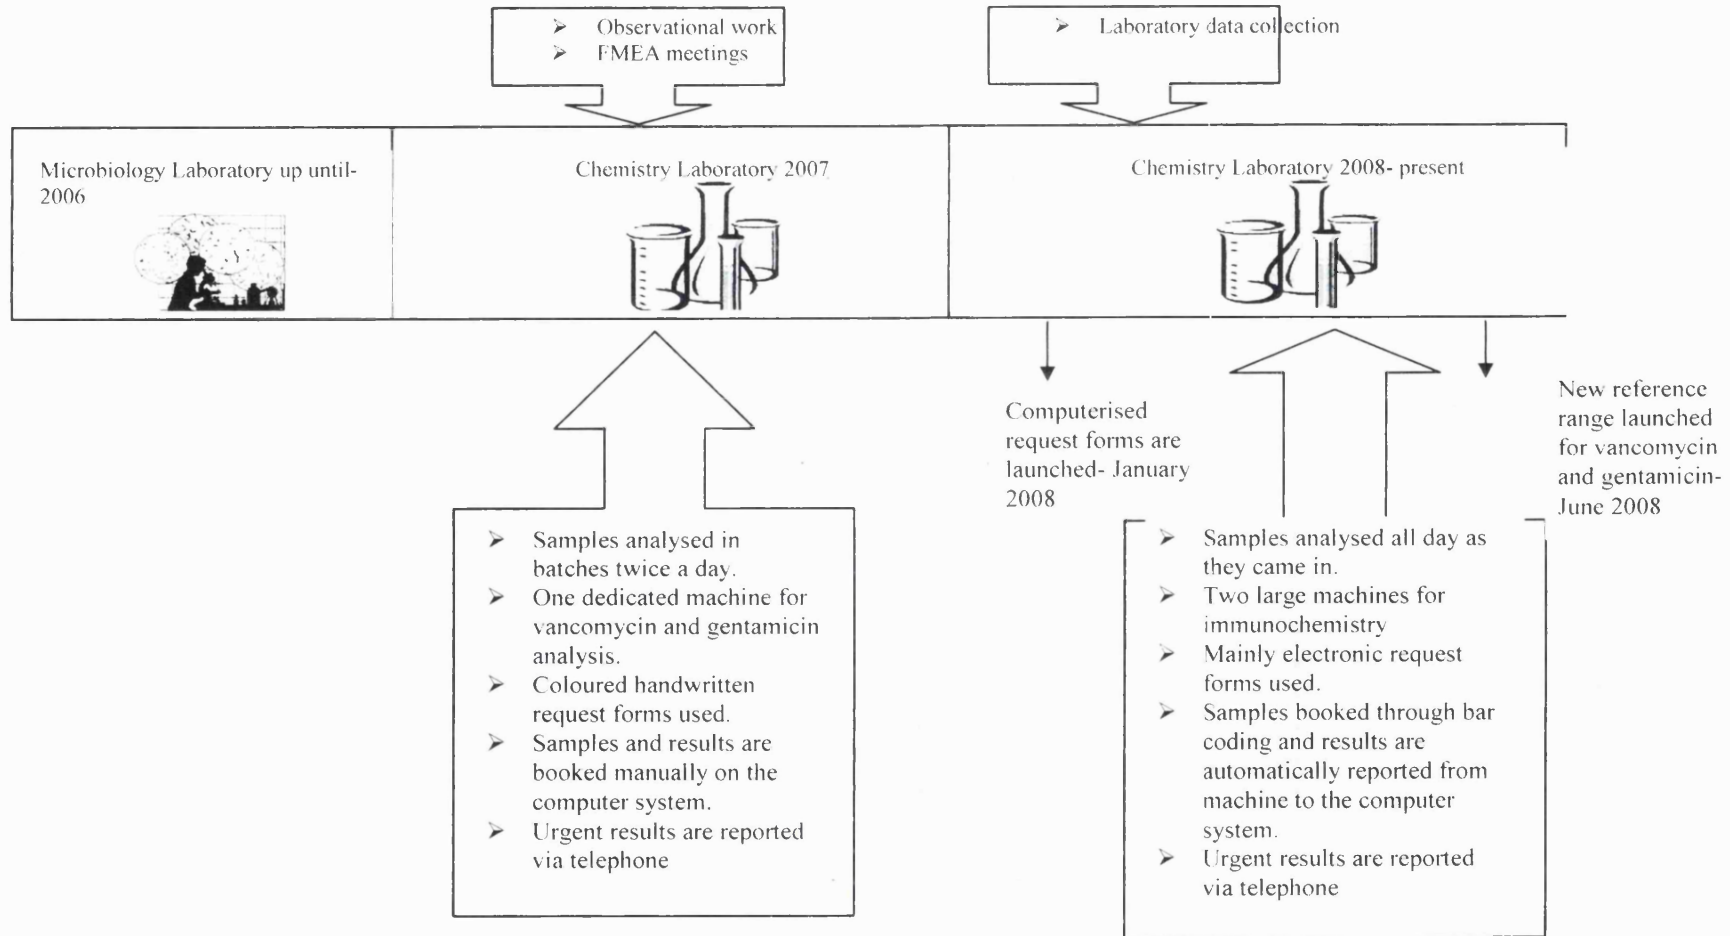 ➢ Observational work
➢ FMEA meetings
➢ Laboratory data collection
Microbiology Laboratory up until-
2006
Chemistry Laboratory 2007
Chemistry Laboratory 2008- present
Computerised
request forms are
launched- January
2008
New reference
range launched
for vancomycin
and gentamicin-
June 2008
➢ Samples analysed in
batches twice a day.
➢ One dedicated machine for
vancomycin and gentamicin
analysis.
➢ Coloured handwritten
request forms used.
➢ Samples and results are
booked manually on the
computer system.
➢ Urgent results are reported
via telephone
➢ Samples analysed all day as
they came in.
➢ Two large machines for
immunochemistry
➢ Mainly electronic request
forms used.
➢ Samples booked through bar
coding and results are
automatically reported from
machine to the computer
system.
➢ Urgent results are reported
via telephone